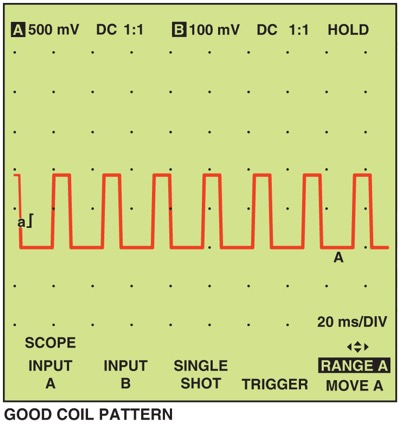 A 500 mV DC 1:1 B 100 mV DC 1:1 HOLD
a
A
20 ms/DIV
SCOPE
INPUT A
INPUT B
SINGLE SHOT
TRIGGER
RANGE A
MOVE A
GOOD COIL PATTERN